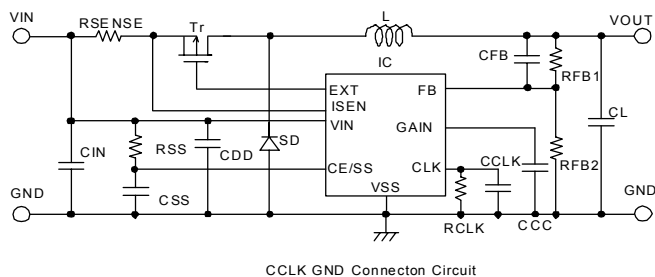 VIN
RSENSE
Tr
L
VOUT
IC
CFB
RFB1
EXT
ISEN
FB
VIN
GAIN
CL
RSS
CDD
SD
CIN
CE/SS
CLK
CCLK
RFB2
CSS
VSS
GND
GND
RCLK
CCC
CCLK GND Connecton Circuit